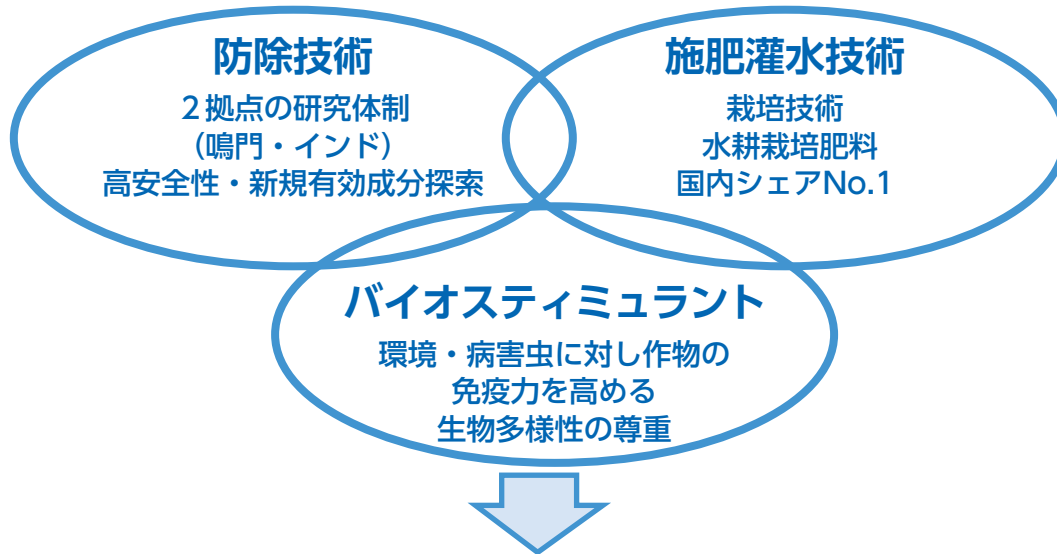 防除技術
２拠点の研究体制
（鳴門・インド）
高安全性・新規有効成分探索
施肥灌水技術
栽培技術
水耕栽培肥料
国内シェアNo.1
バイオスティミュラント
環境・病害虫に対し作物の
免疫力を高める
生物多様性の尊重